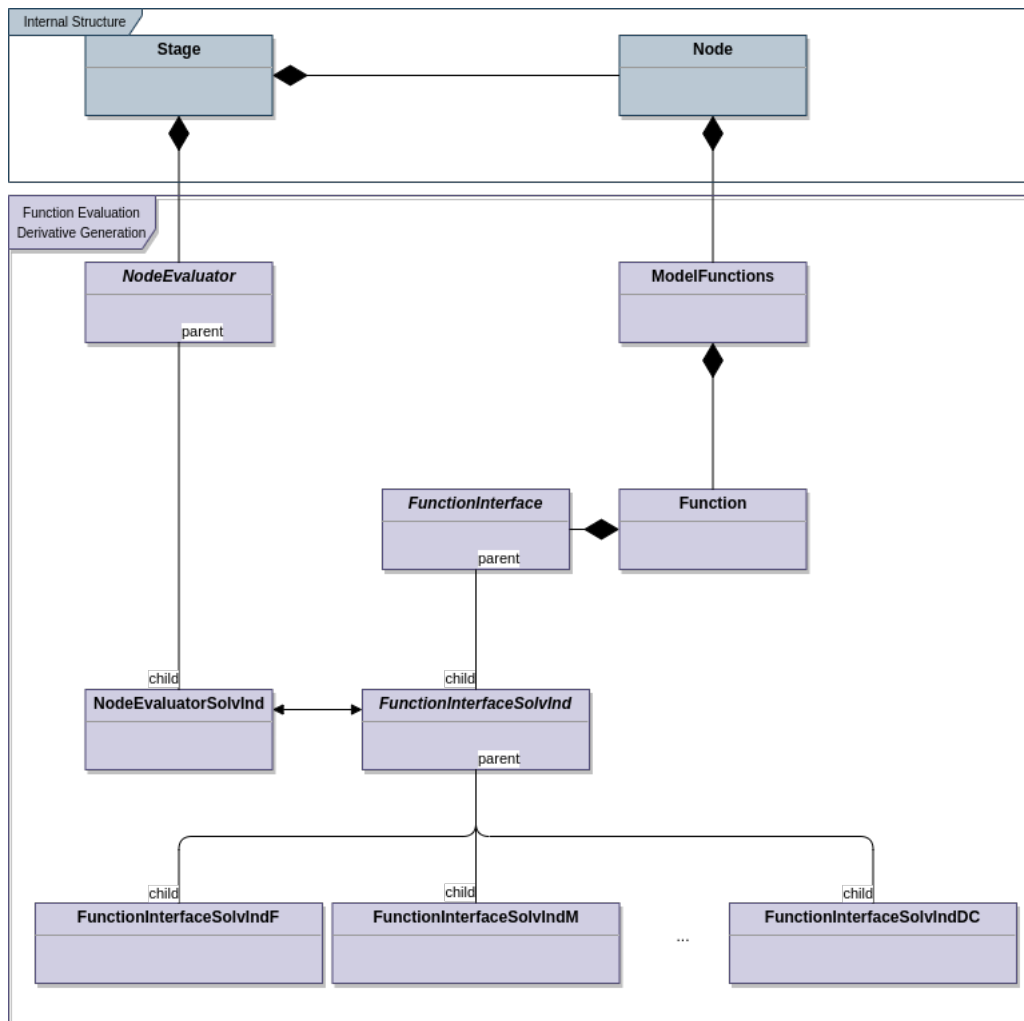 Internal Structure
Stage
Node
Function Evaluation
Derivative Generation
NodeEvaluator
parent
ModelFunctions
FunctionInterface
parent
Function
child
NodeEvaluatorSolvInd
child
FunctionInterfaceSolvInd
parent
child
FunctionInterfaceSolvIndF
child
FunctionInterfaceSolvIndM
...
child
FunctionInterfaceSolvIndDC